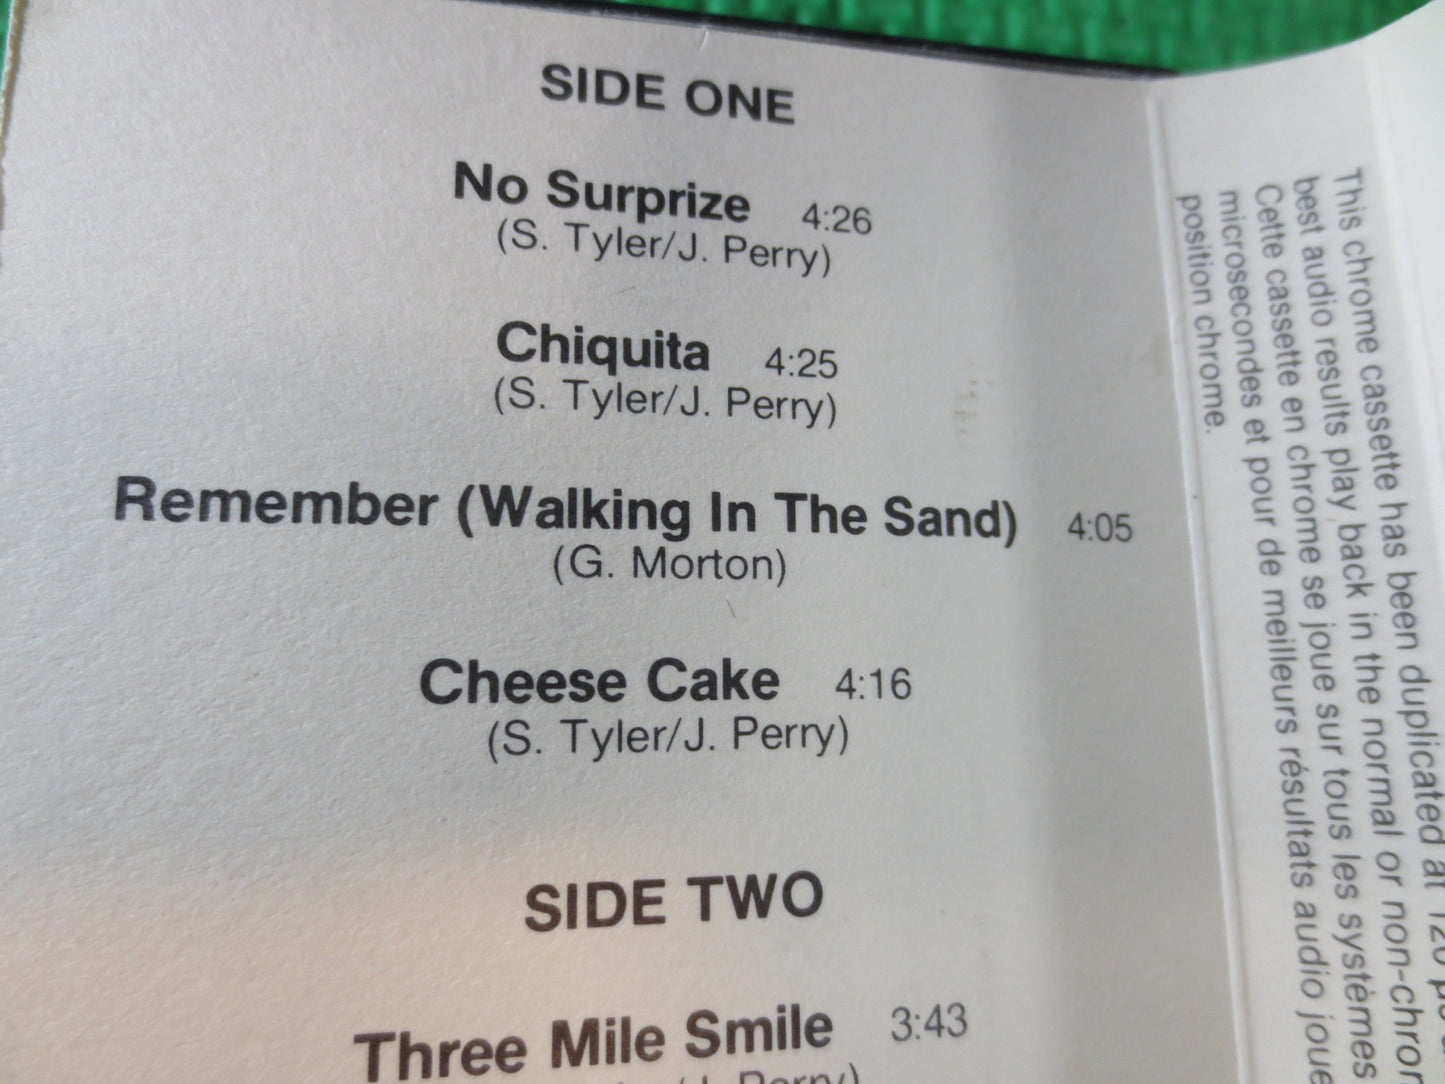 SIDE ONE
No Surprize 4:26
(S. Tyler/J. Perry)
Chiquita 4:25
(S. Tyler/J. Perry)
Remember (Walking In The Sand) 4:05
(G. Morton)
Cheese Cake 4:16
(S. Tyler/J. Perry)
SIDE TWO
Three Mile Smile 3:43
J. Perry)
This chrome cassette has been duplicated at 120 µs
best audio results play back in the normal or non-chrom
Cette cassette en chrome se joue sur tous les systèmes
microsecondes et pour de meilleurs résultats audio joue
position chrome.